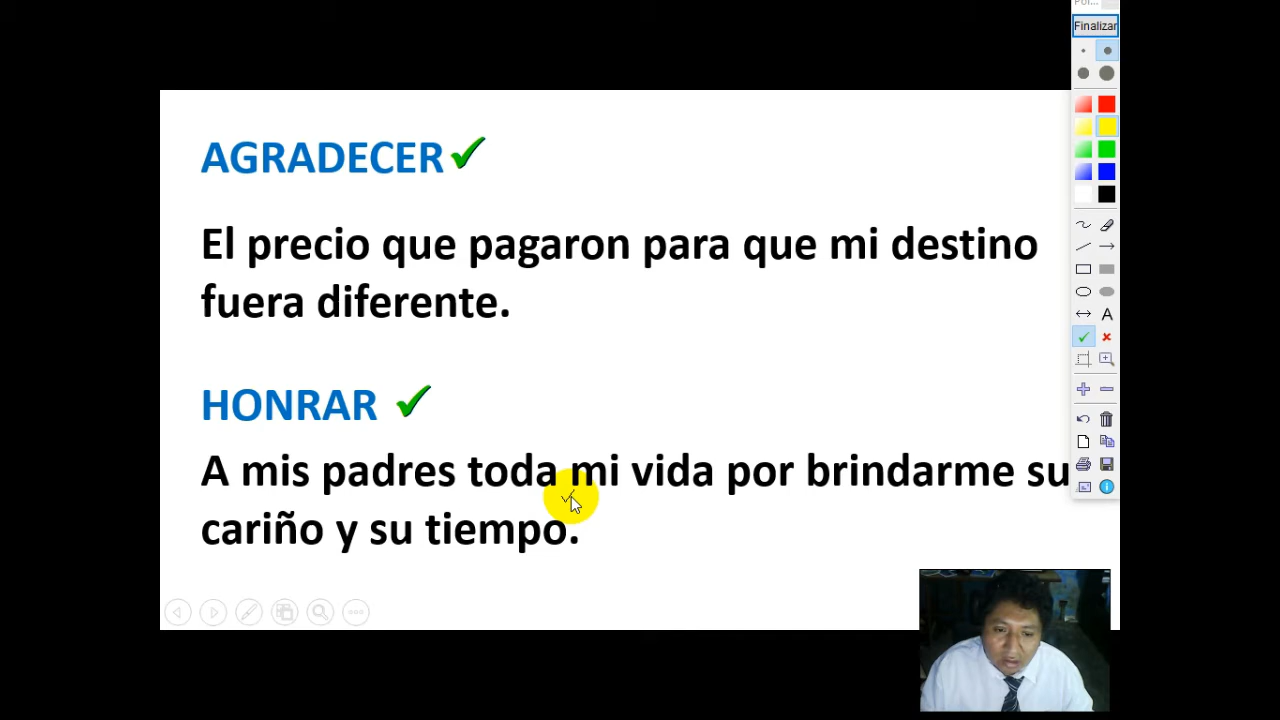 Finalizar
AGRADECER
El precio que pagaron para que mi destino
fuera diferente.
HONRAR
A mis padres toda mi vida por brindarme su
cariño y su tiempo.